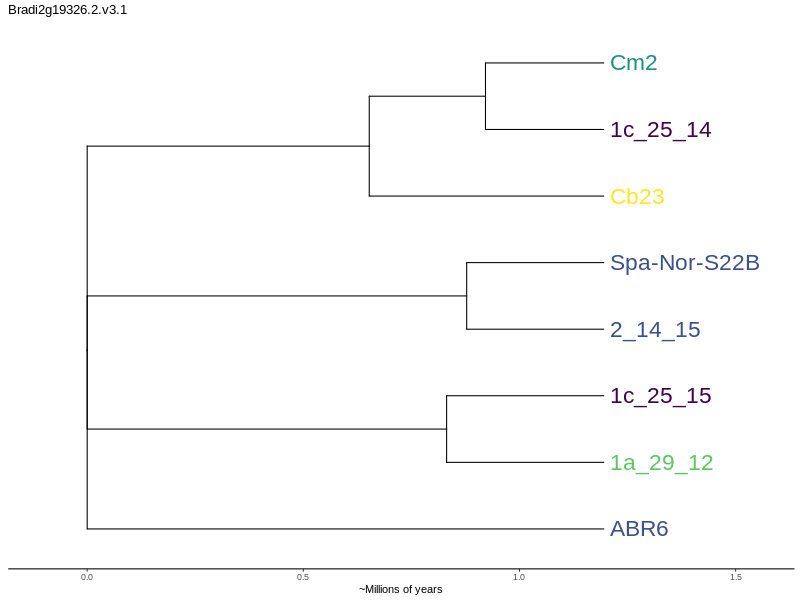 Bradi2g19326.2.v3.1
Cm2
1c_25_14
Cb23
Spa-Nor-S22B
2_14_15
1c_25_15
1a_29_12
ABR6
0.0 0.5 1.0 1.5
~Millions of years